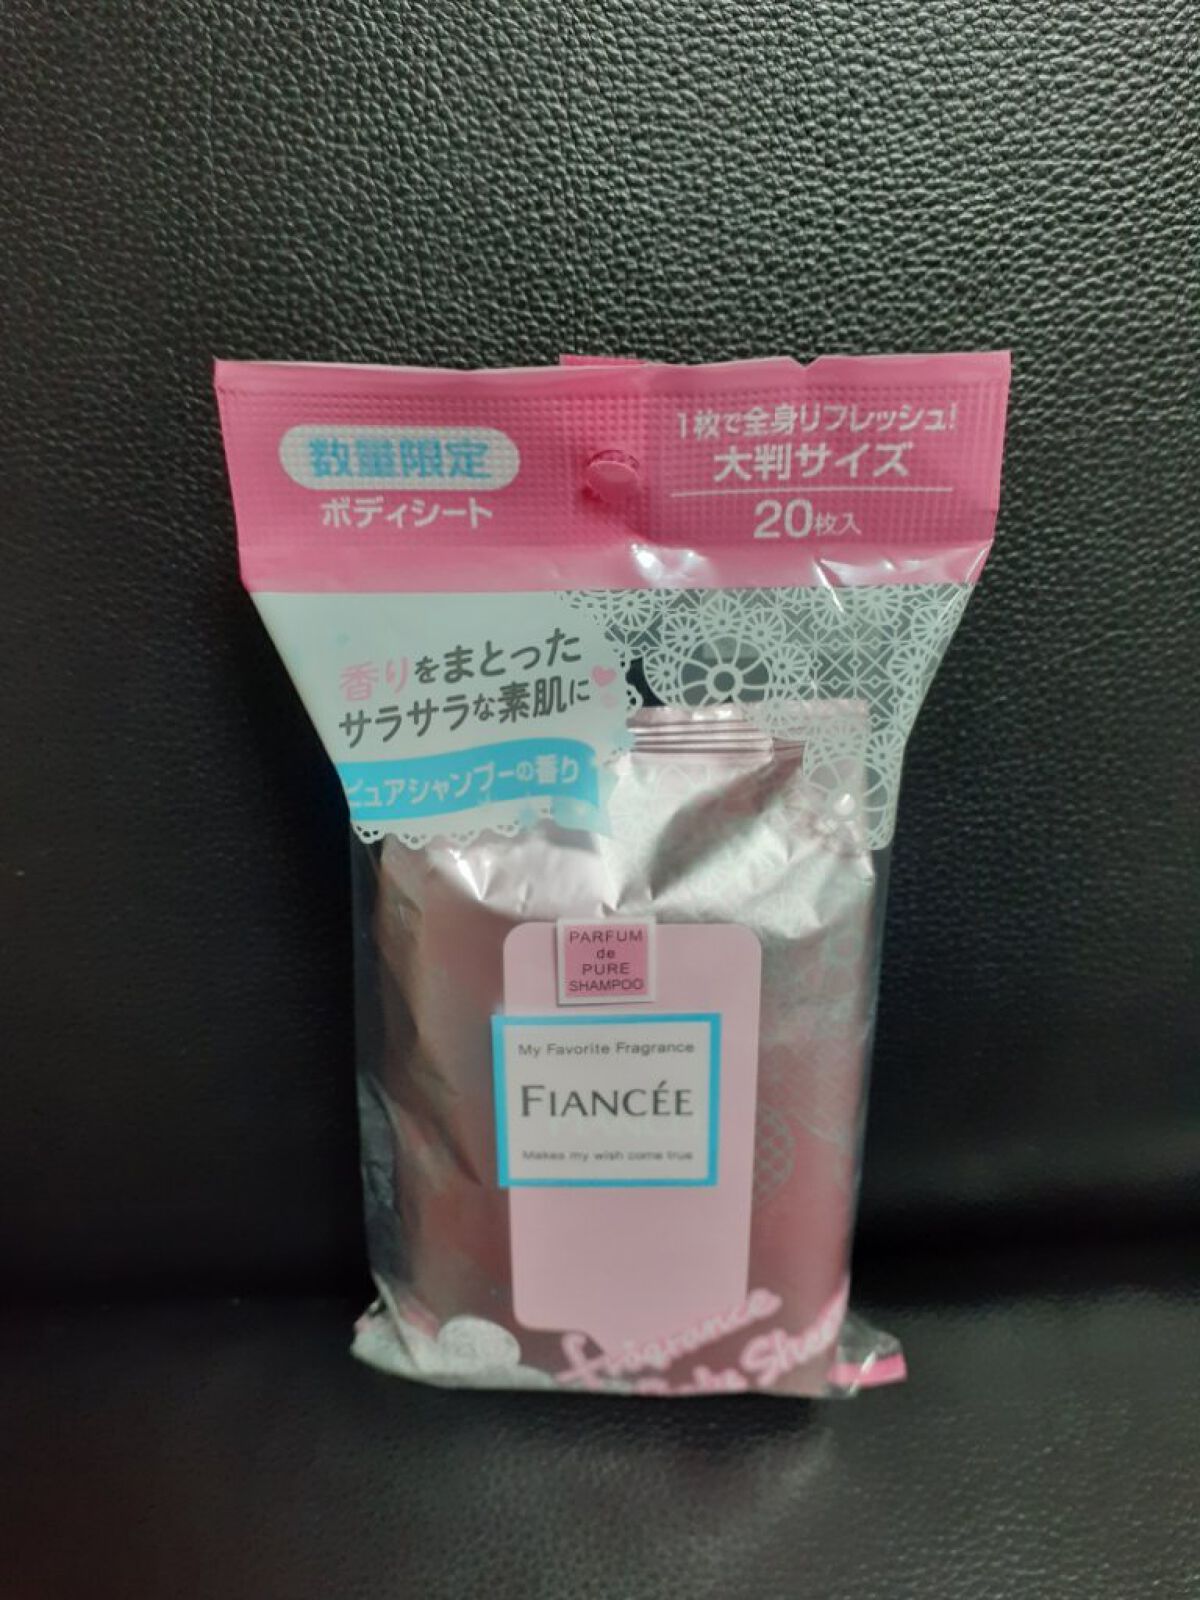 数量限定
ボディシート
1枚で全身リフレッシュ!
大判サイズ
20枚入
香りをまとった
サラサラな素肌に
ピュアシャンプーの香り
PARFUM
de
PURE
SHAMPOO
My Favorite Fragrance
FIANCÉE
Makes my wish come true
fragrance